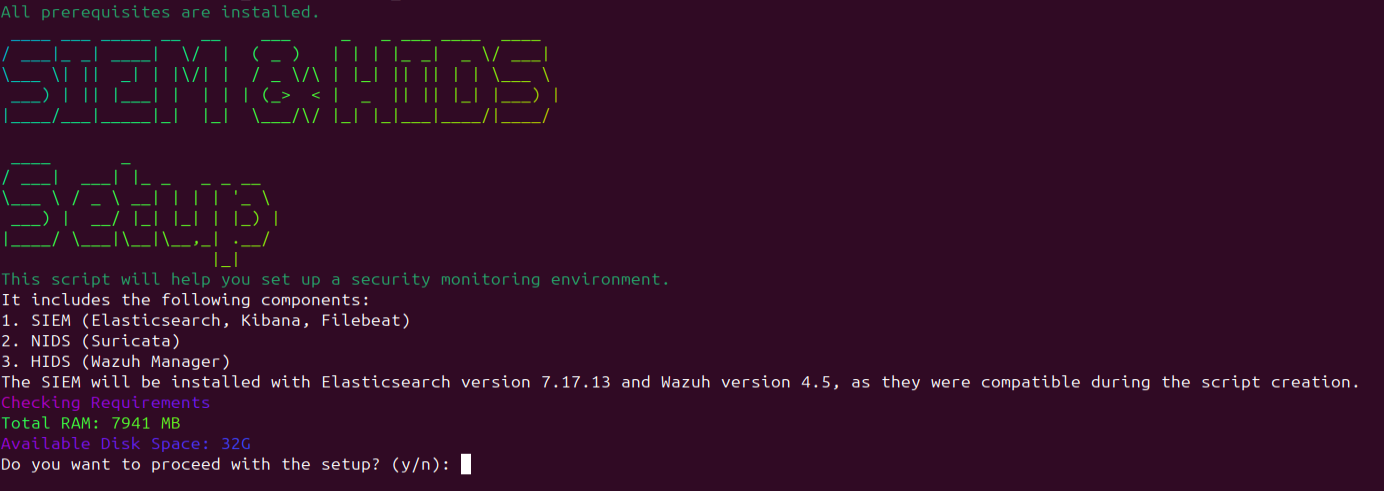 All prerequisites are installed.
SIEM & HIDS
Setup
This script will help you set up a security monitoring environment.
It includes the following components:
1. SIEM (Elasticsearch, Kibana, Filebeat)
2. NIDS (Suricata)
3. HIDS (Wazuh Manager)
The SIEM will be installed with Elasticsearch version 7.17.13 and Wazuh version 4.5, as they were compatible during the script creation.
Checking Requirements
Total RAM: 7941 MB
Available Disk Space: 32G
Do you want to proceed with the setup? (y/n):